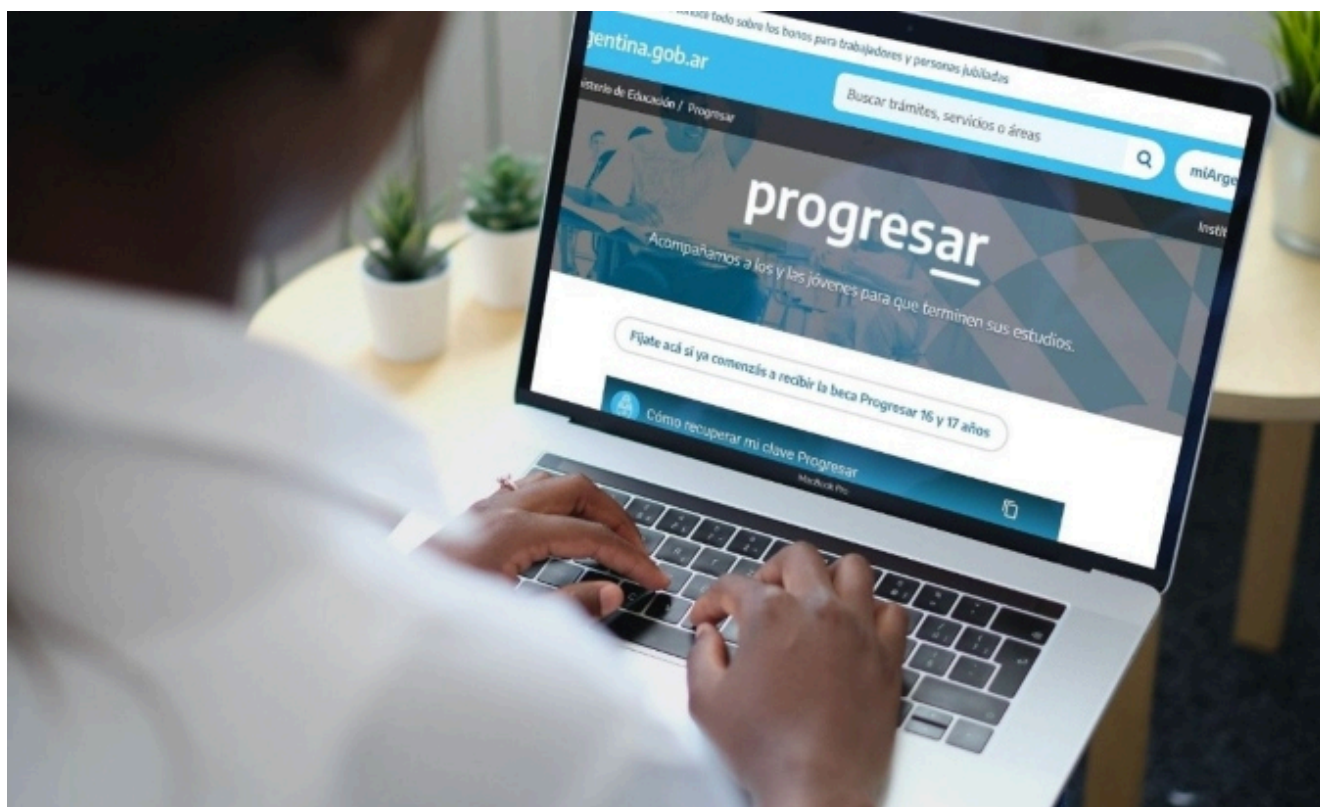 conoce todo sobre los bonos para trabajadores y personas jubiladas
gentina.gob.ar
Buscar trámites, servicios o áreas
miArge
isterio de Educación / Progresar
Instit
progresar
Acompañamos a los y las jóvenes para que terminen sus estudios.
Fijate acá si ya comenzás a recibir la beca Progresar 16 y 17 años
Cómo recuperar mi clave Progresar
MacBook Pro